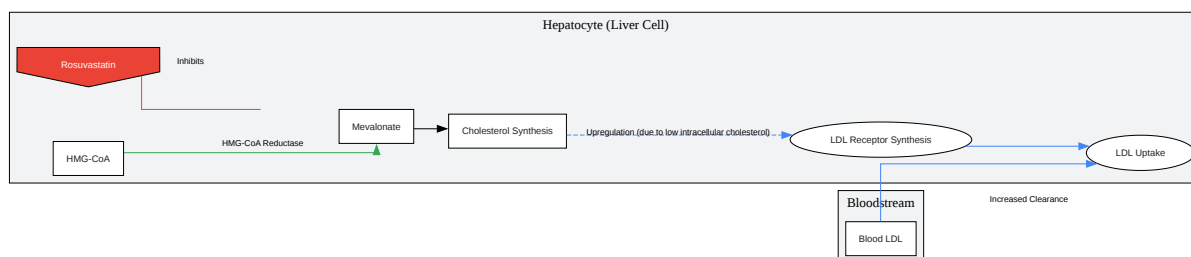 Hepatocyte (Liver Cell)
Rosuvastatin
Inhibits
Mevalonate
Cholesterol Synthesis
Upregulation (due to low intracellular cholesterol)
LDL Receptor Synthesis
HMG-CoA Reductase
HMG-CoA
LDL Uptake
Bloodstream
Increased Clearance
Blood LDL